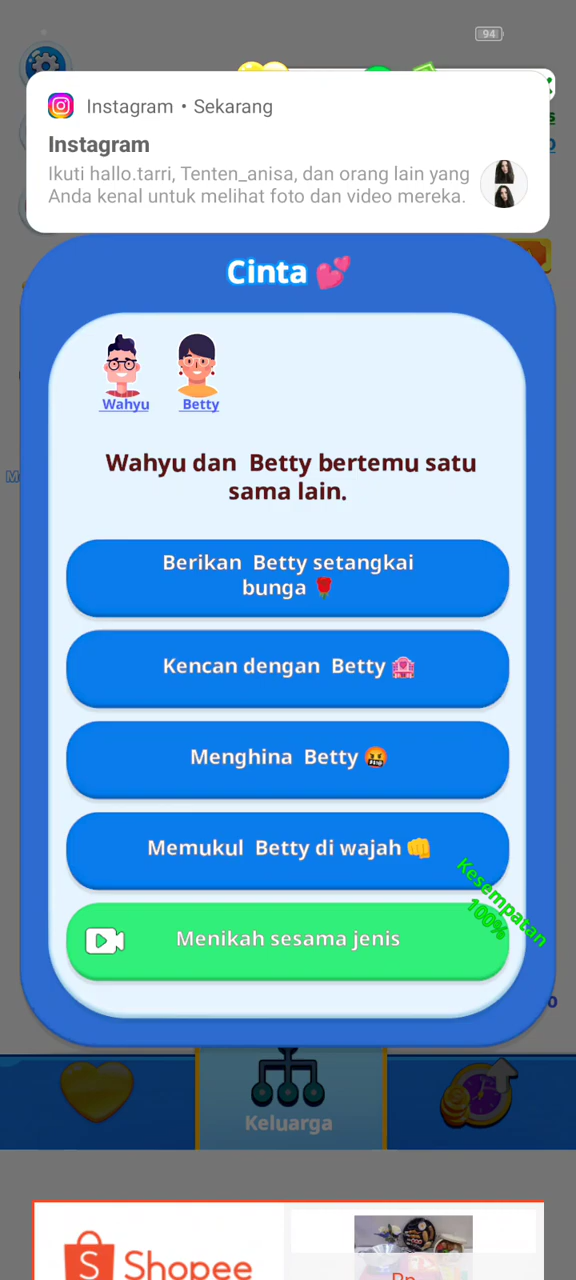 94
Instagram • Sekarang
Instagram
Ikuti hallo.tarri, Tenten_anisa, dan orang lain yang
Anda kenal untuk melihat foto dan video mereka.
Cinta 💕
Wahyu Betty
Wahyu dan Betty bertemu satu
sama lain.
Berikan Betty setangkai
bunga 🌹
Kencan dengan Betty 🏩
Menghina Betty 🤬
Memukul Betty di wajah 👊
Kesempatan
100%
Menikah sesama jenis
Keluarga
Shopee
Rp